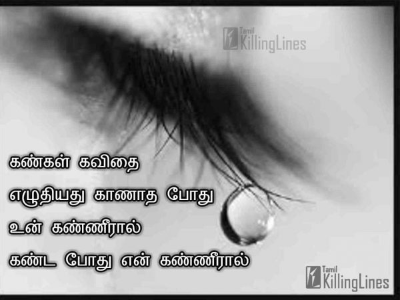 Tamil
KillingLines
கண்கள் கவிதை
எழுதியது காணாத போது
உன் கண்ணீரால்
கண்ட போது என் கண்ணீரால்
Tamil
KillingLines